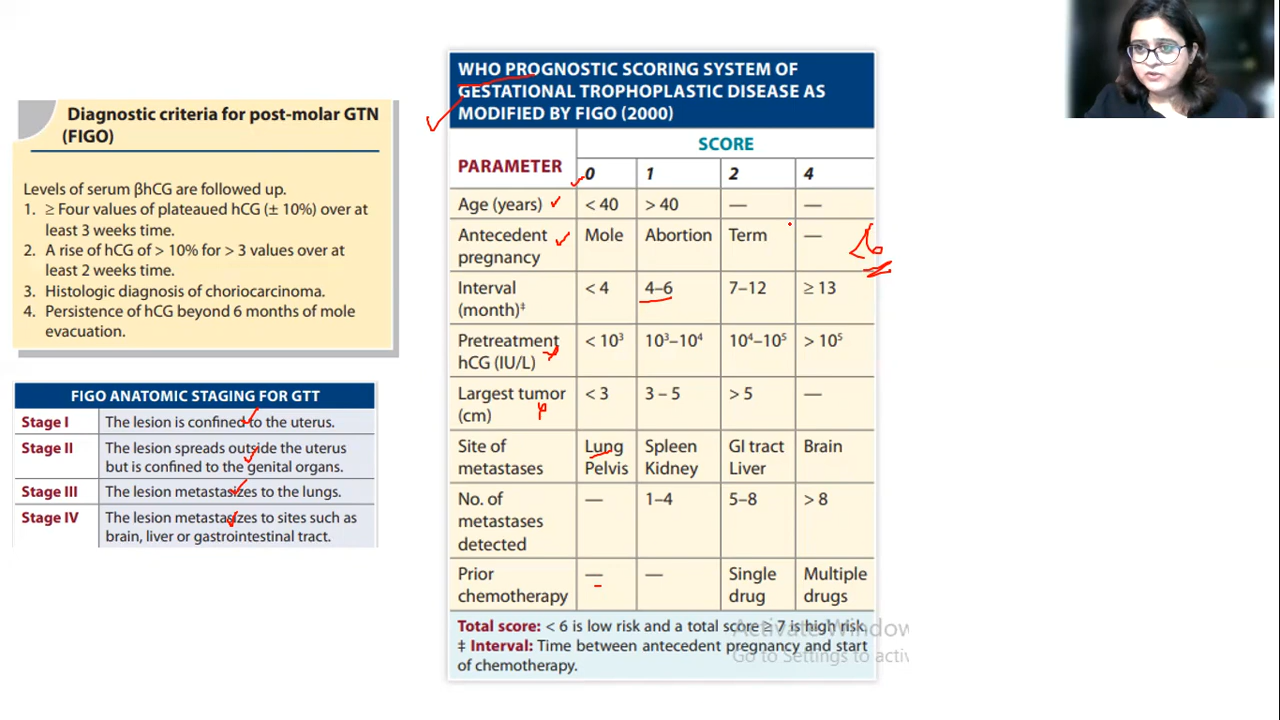 Diagnostic criteria for post-molar GTN
(FIGO)
Levels of serum βhCG are followed up.
1. ≥ Four values of plateaued hCG (± 10%) over at
least 3 weeks time.
2. A rise of hCG of > 10% for > 3 values over at
least 2 weeks time.
3. Histologic diagnosis of choriocarcinoma.
4. Persistence of hCG beyond 6 months of mole
evacuation.
FIGO ANATOMIC STAGING FOR GTT
Stage I The lesion is confined to the uterus.
Stage II The lesion spreads outside the uterus
but is confined to the genital organs.
Stage III The lesion metastasizes to the lungs.
Stage IV The lesion metastasizes to sites such as
brain, liver or gastrointestinal tract.
WHO PROGNOSTIC SCORING SYSTEM OF
GESTATIONAL TROPHOPLASTIC DISEASE AS
MODIFIED BY FIGO (2000)
SCORE
PARAMETER 0 1 2 4
Age (years) < 40 > 40 — —
Antecedent Mole Abortion Term —
pregnancy
Interval < 4 4–6 7–12 ≥ 13
(month)‡
Pretreatment < 10³ 10³–10⁴ 10⁴–10⁵ > 10⁵
hCG (IU/L)
Largest tumor < 3 3 – 5 > 5 —
(cm)
Site of Lung Spleen GI tract Brain
metastases Pelvis Kidney Liver
No. of — 1–4 5–8 > 8
metastases
detected
Prior — — Single Multiple
chemotherapy drug drugs
Total score: < 6 is low risk and a total score ≥ 7 is high risk.
‡ Interval: Time between antecedent pregnancy and start
of chemotherapy.
Activate Window
Go to Settings to activ